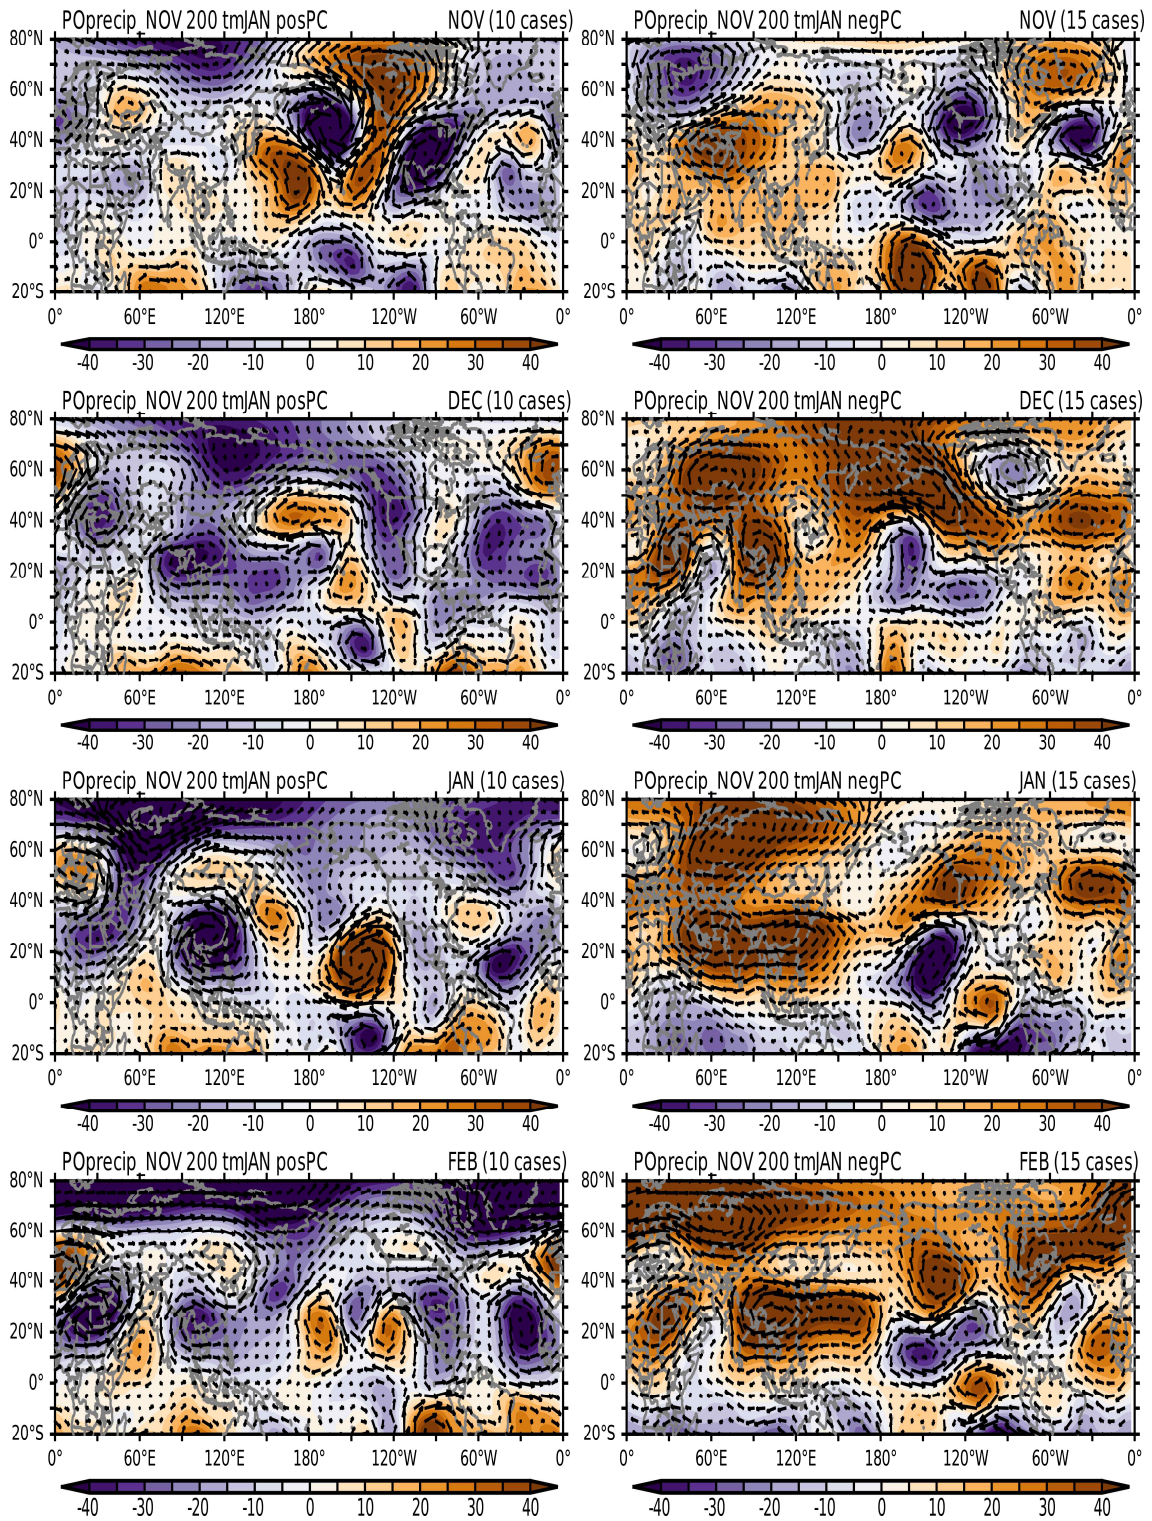 POprecip_NOV 200 tmJAN posPC NOV (10 cases) POprecip_NOV 200 tmJAN negPC NOV (15 cases)
80°N 80°N
60°N 60°N
40°N 40°N
20°N 20°N
0° 0°
20°S 20°S
0° 60°E 120°E 180° 120°W 60°W 0° 0° 60°E 120°E 180° 120°W 60°W 0°
-40 -30 -20 -10 0 10 20 30 40 -40 -30 -20 -10 0 10 20 30 40
POprecip_NOV 200 tmJAN posPC DEC (10 cases) POprecip_NOV 200 tmJAN negPC DEC (15 cases)
80°N 80°N
60°N 60°N
40°N 40°N
20°N 20°N
0° 0°
20°S 20°S
0° 60°E 120°E 180° 120°W 60°W 0° 0° 60°E 120°E 180° 120°W 60°W 0°
-40 -30 -20 -10 0 10 20 30 40 -40 -30 -20 -10 0 10 20 30 40
POprecip_NOV 200 tmJAN posPC JAN (10 cases) POprecip_NOV 200 tmJAN negPC JAN (15 cases)
80°N 80°N
60°N 60°N
40°N 40°N
20°N 20°N
0° 0°
20°S 20°S
0° 60°E 120°E 180° 120°W 60°W 0° 0° 60°E 120°E 180° 120°W 60°W 0°
-40 -30 -20 -10 0 10 20 30 40 -40 -30 -20 -10 0 10 20 30 40
POprecip_NOV 200 tmJAN posPC FEB (10 cases) POprecip_NOV 200 tmJAN negPC FEB (15 cases)
80°N 80°N
60°N 60°N
40°N 40°N
20°N 20°N
0° 0°
20°S 20°S
0° 60°E 120°E 180° 120°W 60°W 0° 0° 60°E 120°E 180° 120°W 60°W 0°
-40 -30 -20 -10 0 10 20 30 40 -40 -30 -20 -10 0 10 20 30 40